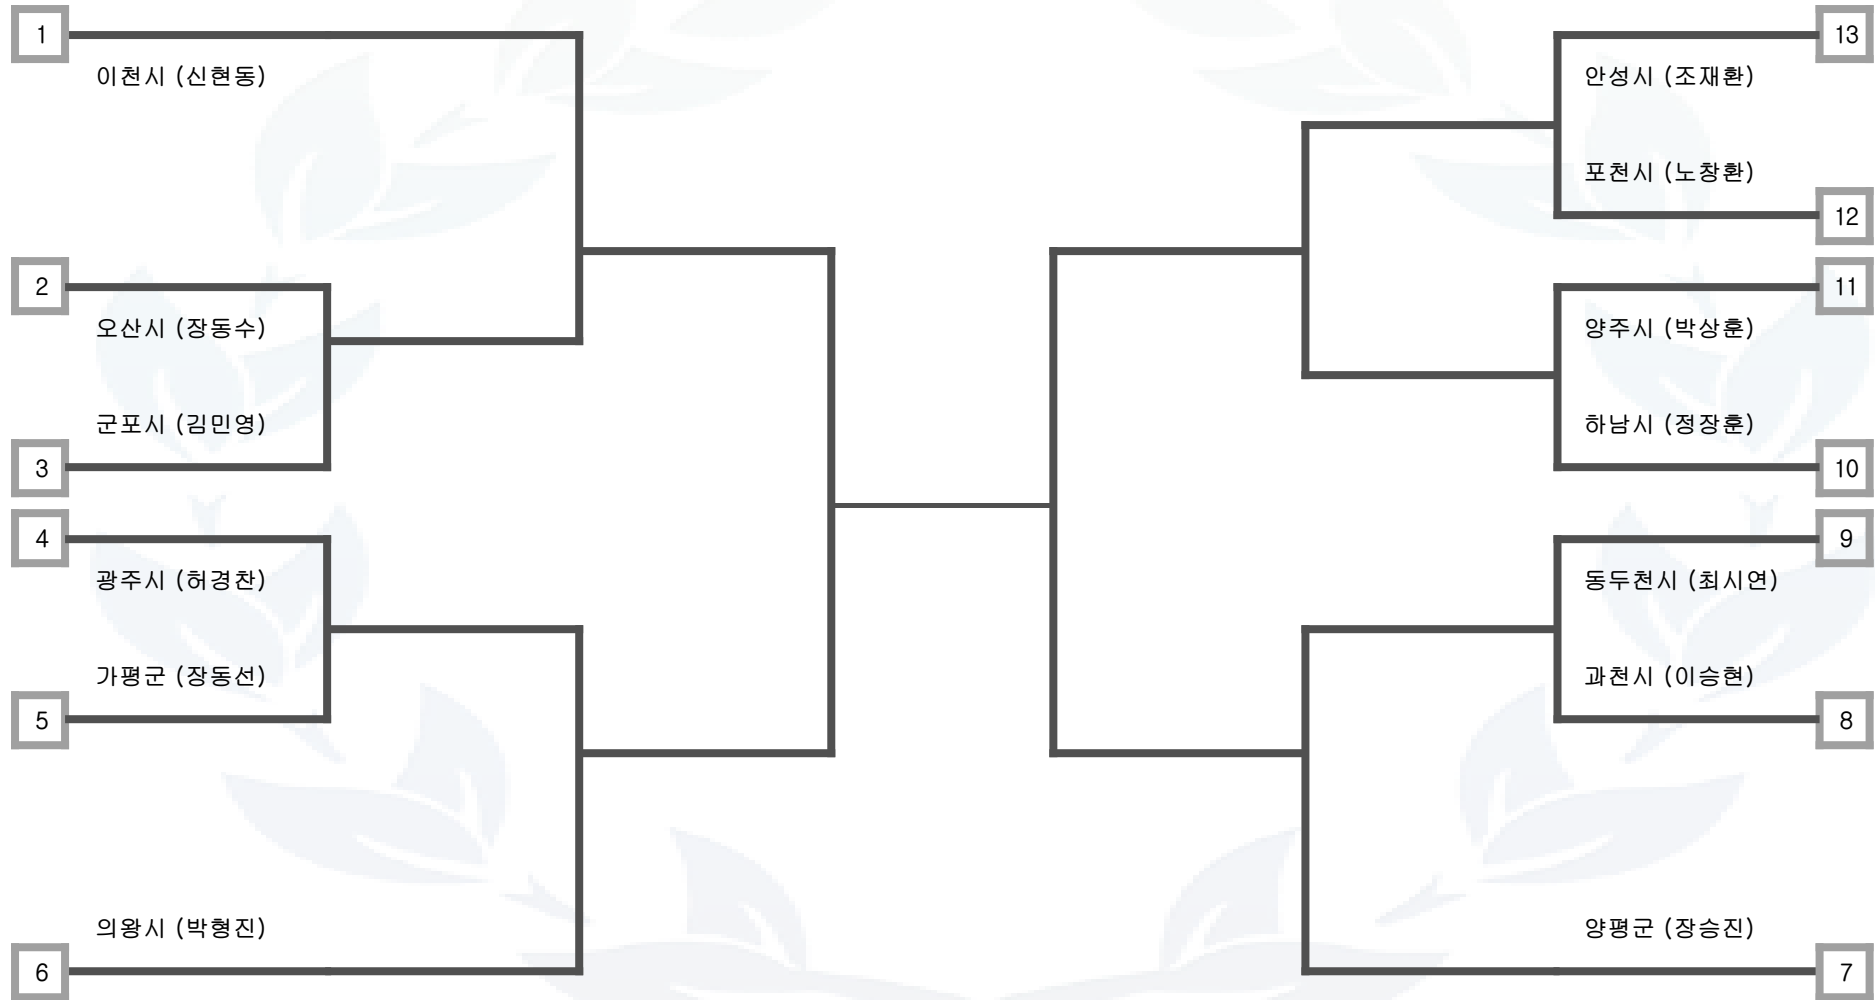 1
이천시 (신현동)
2
오산시 (장동수)
군포시 (김민영)
3
4
광주시 (허경찬)
가평군 (장동선)
5
의왕시 (박형진)
6
13
안성시 (조재환)
포천시 (노창환)
12
11
양주시 (박상훈)
하남시 (정장훈)
10
9
동두천시 (최시연)
과천시 (이승현)
8
양평군 (장승진)
7